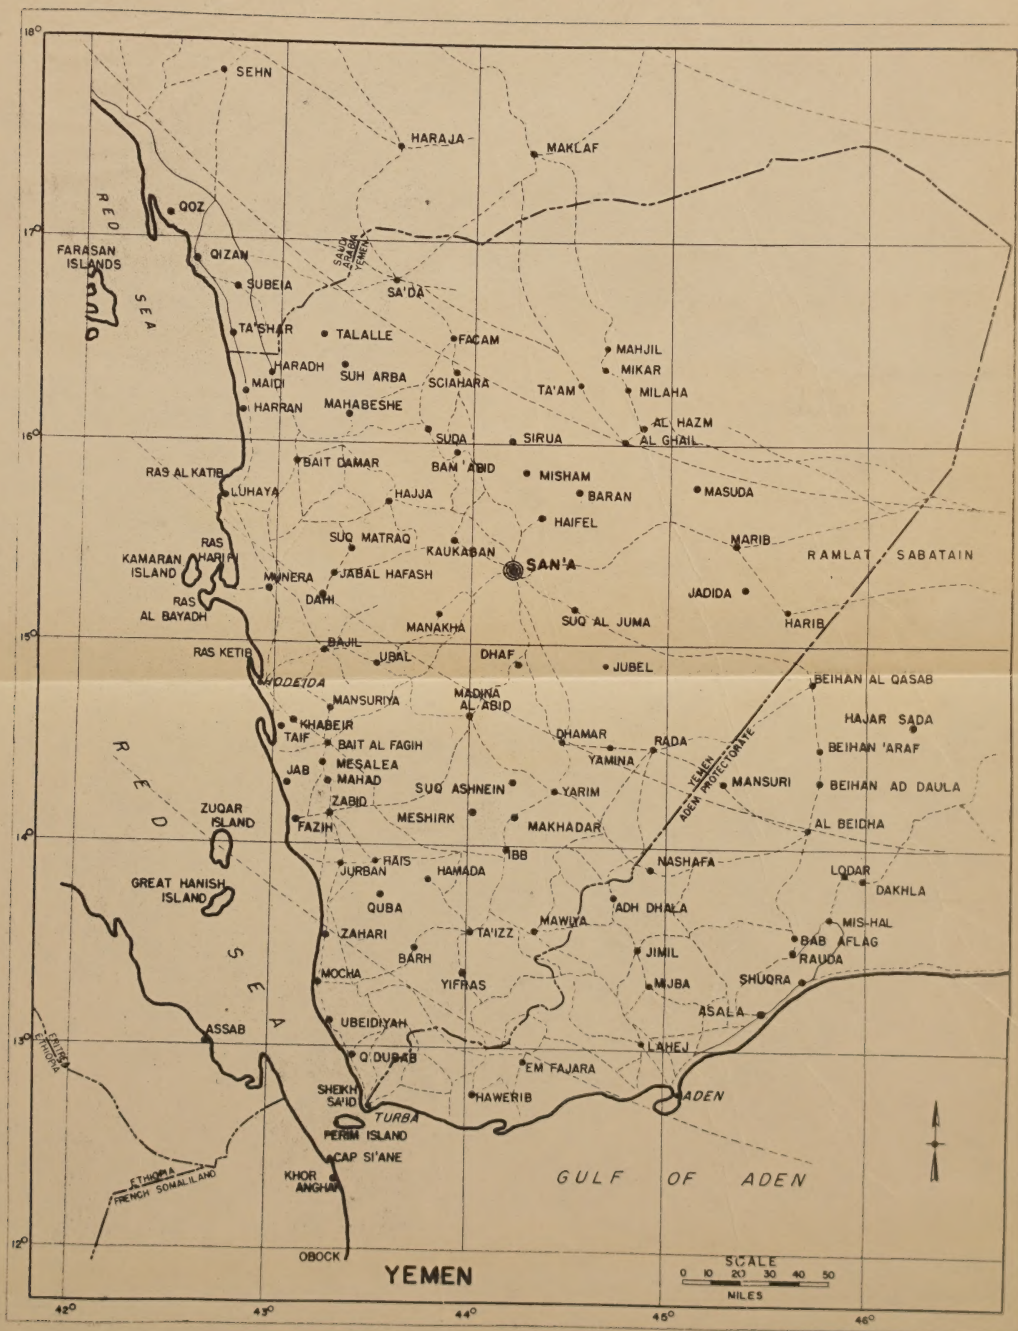 18°
SEHN
HARAJA
MAKLAF
RED
SEA
QOZ
17°
FARASAN
ISLANDS
QIZAN
SUBEIA
SAUDI
ARABIA
YEMEN
SA'DA
TA'SHAR
TALALLE
FACAM
MAHJIL
HARADH
SUH ARBA
SCIAHARA
MIKAR
MAIDI
TA'AM
MILAHA
HARRAN
MAHABESHE
AL HAZM
16°
SUDA
SIRUA
AL GHAIL
RAS AL KATIB
BAIT DAMAR
BAM 'ABID
MISHAM
LUHAYA
HAJJA
BARAN
MASUDA
HAIFEL
RAS
HARIFI
SUQ MATRAQ
KAUKABAN
MARIB
RAMLAT SABATAIN
KAMARAN
ISLAND
MUNERA
JABAL HAFASH
SAN'A
DAHI
JADIDA
RAS
AL BAYADH
MANAKHA
SUQ AL JUMA
HARIB
15°
BAJIL
RAS KETIB
UBAL
DHAF
JUBEL
HODEIDA
BEIHAN AL QASAB
MANSURIYA
MADINA
AL ABID
KHABEIR
TAIF
HAJAR SADA
BAIT AL FAGIH
DHAMAR
YAMINA
RADA
BEIHAN 'ARAF
RED
MESALEA
JAB
MAHAD
YEMEN
ADEM PROTECTORATE
SUQ ASHNEIN
YARIM
MANSURI
BEIHAN AD DAULA
ZABID
ZUQAR
ISLAND
FAZIH
MESHIRK
MAKHADAR
AL BEIDHA
14°
IBB
JURBAN
HAIS
HAMADA
NASHAFA
LODAR
DAKHLA
GREAT HANISH
ISLAND
QUBA
ADH DHALA
MAWIYA
MIS-HAL
ZAHARI
TA'IZZ
BAB AFLAG
SEA
BARH
JIMIL
RAUDA
MOCHA
YIFRAS
MIJBA
SHUQRA
ASALA
UBEIDIYAH
ASSAB
13°
LAHEJ
ERITREA
ETHIOPIA
Q DUBAB
EM FAJARA
SHEIKH
SA'ID
HAWERIB
ADEN
TURBA
PERIM ISLAND
CAP SI'ANE
ETHIOPIA
FRENCH SOMALILAND
KHOR
ANGHAR
GULF OF ADEN
12°
OBOCK
YEMEN
SCALE
0 10 20 30 40 50
MILES
42° 43° 44° 45° 46°